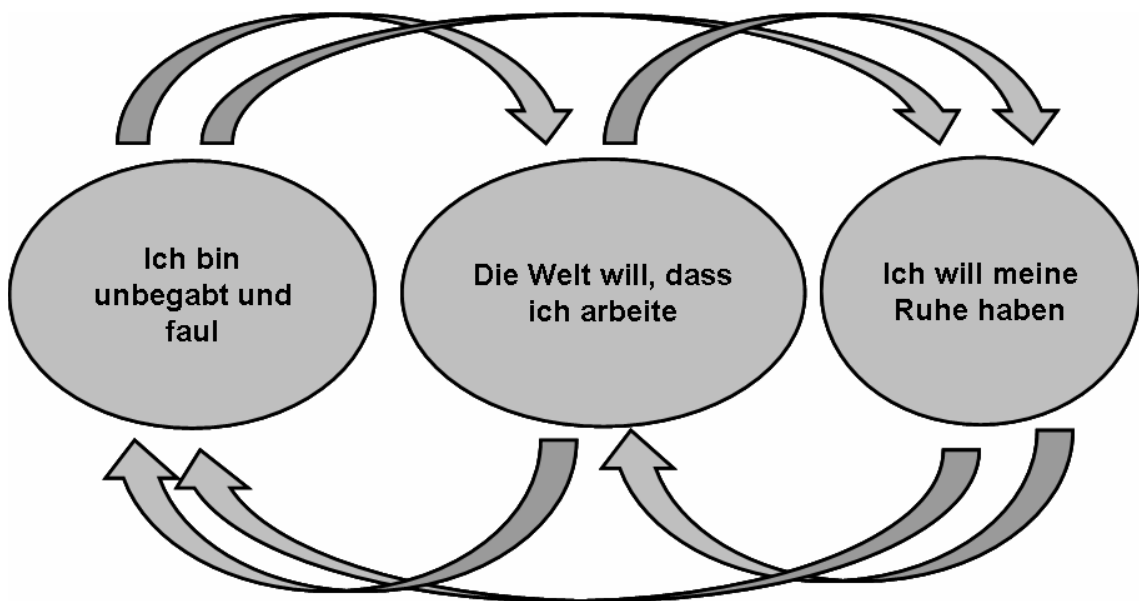 Ich bin
unbegabt und
faul
Die Welt will, dass
ich arbeite
Ich will meine
Ruhe haben